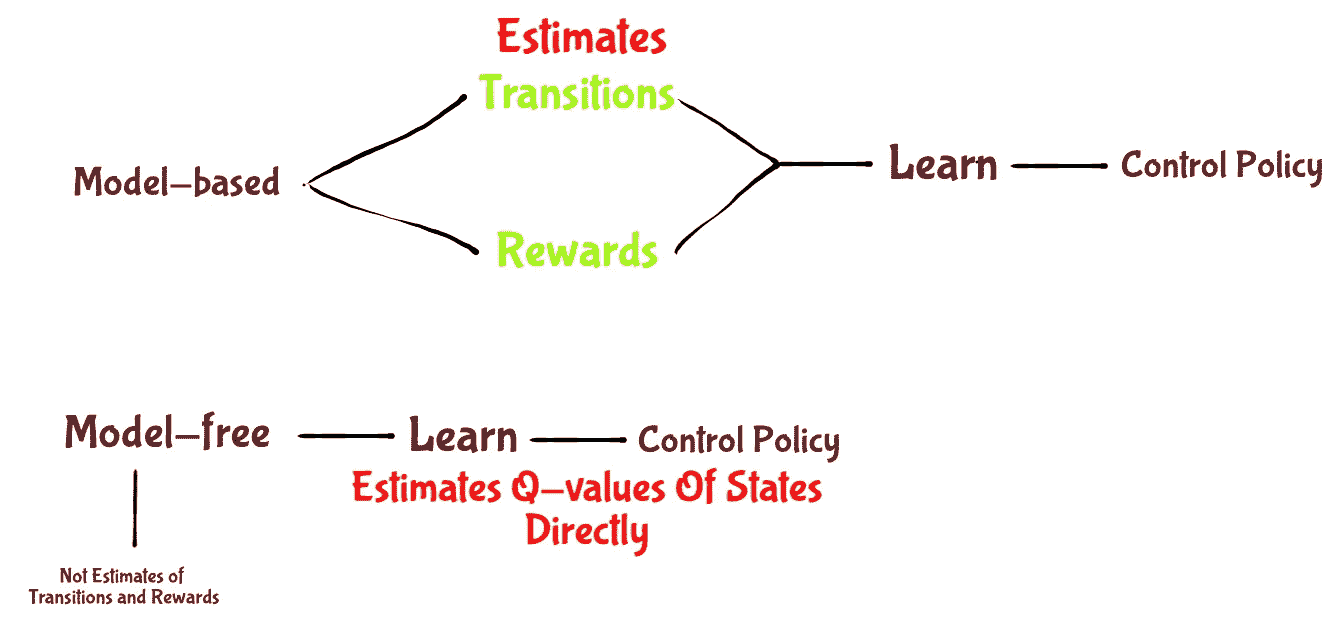 Estimates
Transitions
Model-based
Learn
Control Policy
Rewards
Model-free
Learn
Control Policy
Estimates Q-values Of States
Directly
Not Estimates of
Transitions and Rewards